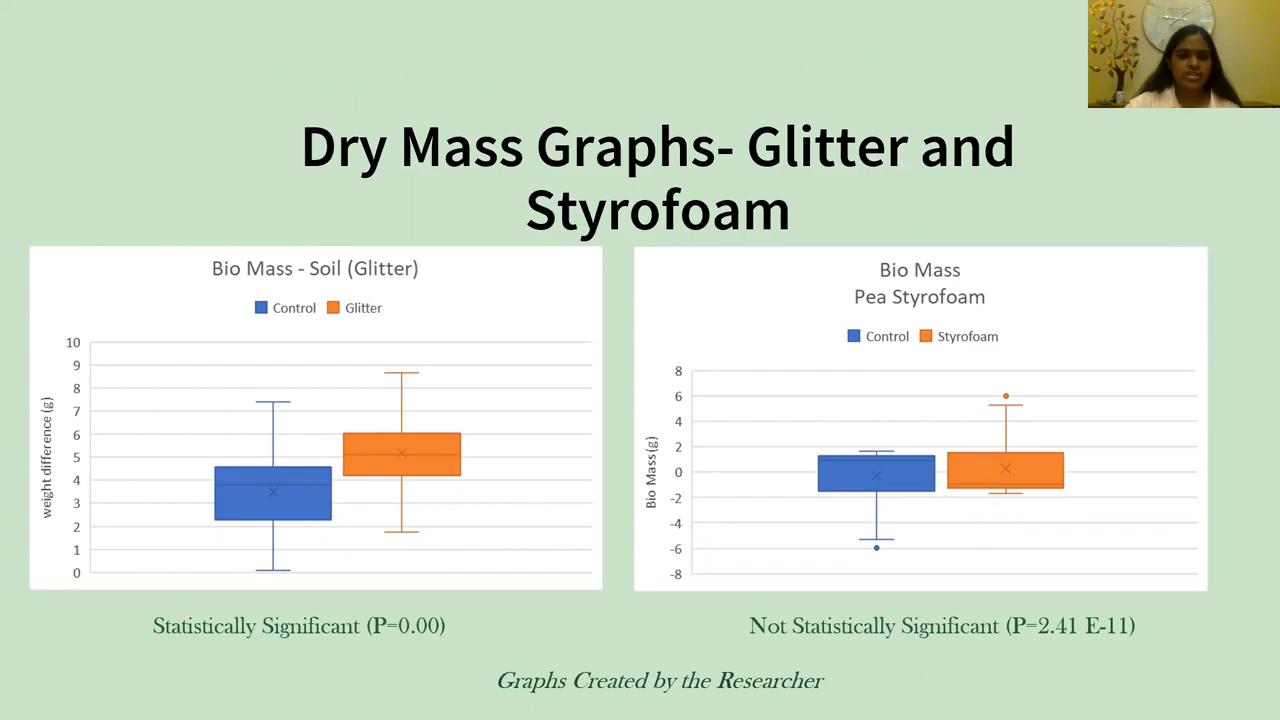 Dry Mass Graphs- Glitter and
Styrofoam
Bio Mass - Soil (Glitter)
Control Glitter
10
9
8
7
6
5
4
3
2
1
0
weight difference (g)
Bio Mass
Pea Styrofoam
Control Styrofoam
8
6
4
2
0
-2
-4
-6
-8
Bio Mass (g)
Statistically Significant (P=0.00)
Not Statistically Significant (P=2.41 E-11)
Graphs Created by the Researcher